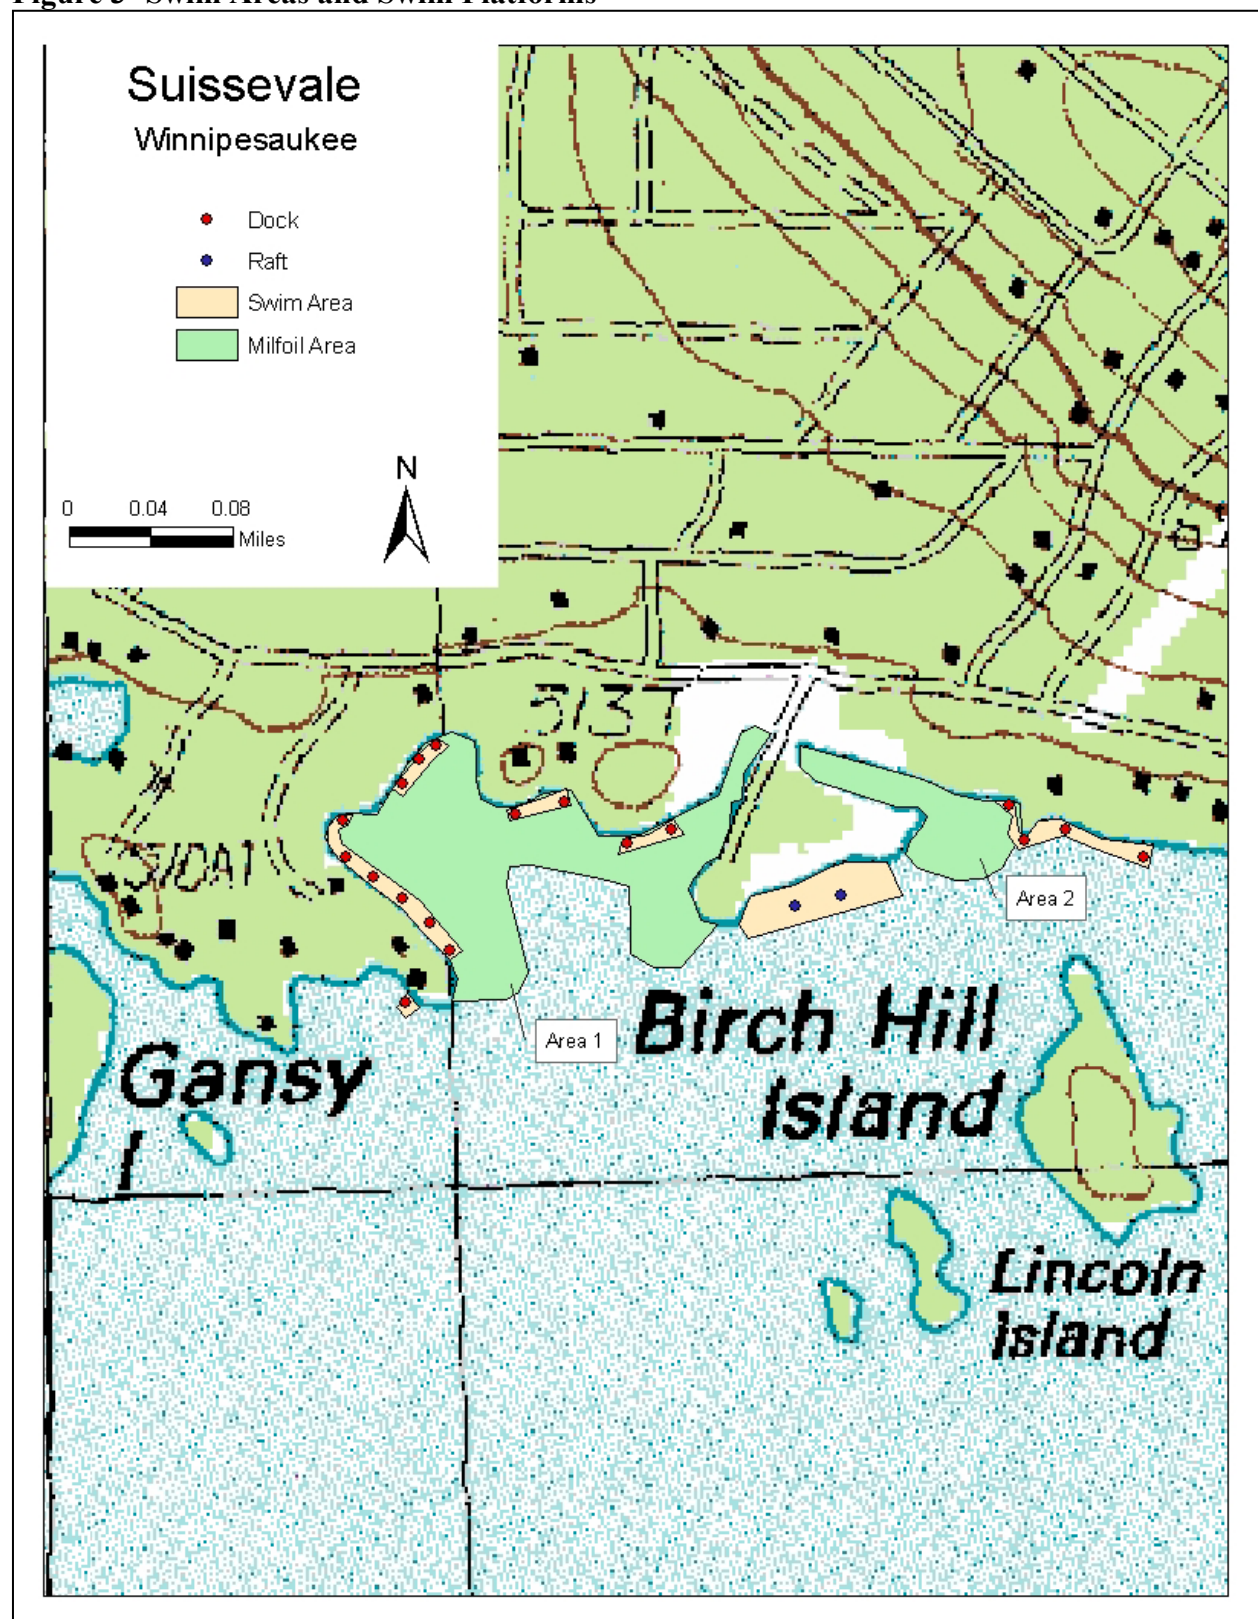 Figure 3 Swim Areas and Swim Platforms
Suissevale
Winnipesaukee
Dock
Raft
Swim Area
Milfoil Area
N
0 0.04 0.08
Miles
Area 2
Area 1
Birch Hill
Island
Gansy
I
Lincoln
Island